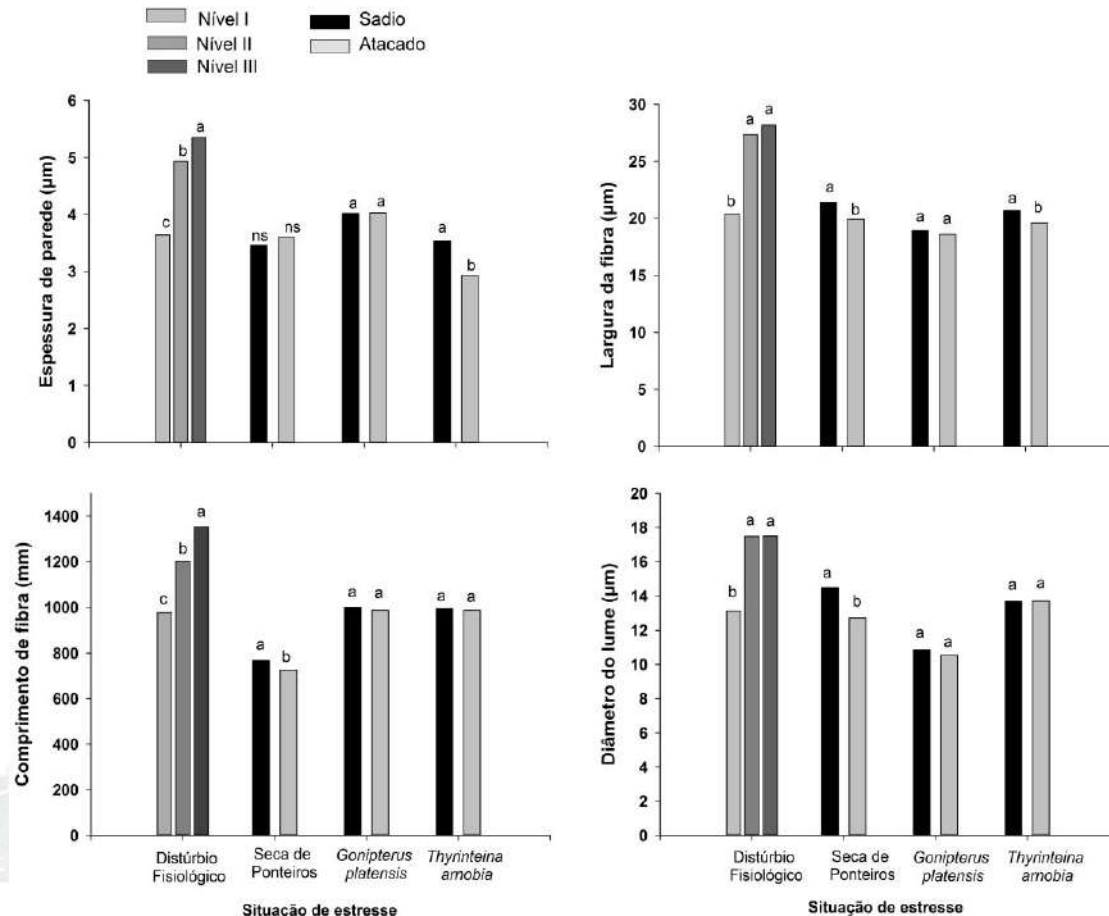 Nível I
Nível II
Nível III
Sadio
Atacado
Espessura de parede (µm)
6
5
4
3
2
1
0
c b a
ns ns
a a
a b
Largura da fibra (µm)
30
25
20
15
10
5
0
b a a
a b
a a
a b
Comprimento de fibra (mm)
1400
1200
1000
800
600
400
200
0
c b a
a b
a a
a a
Distúrbio Fisiológico
Seca de Ponteiros
Gonipterus platensis
Thyrinteina arnobia
Situação de estresse
Diâmetro do lume (µm)
20
18
16
14
12
10
8
6
4
2
0
b a a
a b
a a
a a
Distúrbio Fisiológico
Seca de Ponteiros
Gonipterus platensis
Thyrinteina arnobia
Situação de estresse